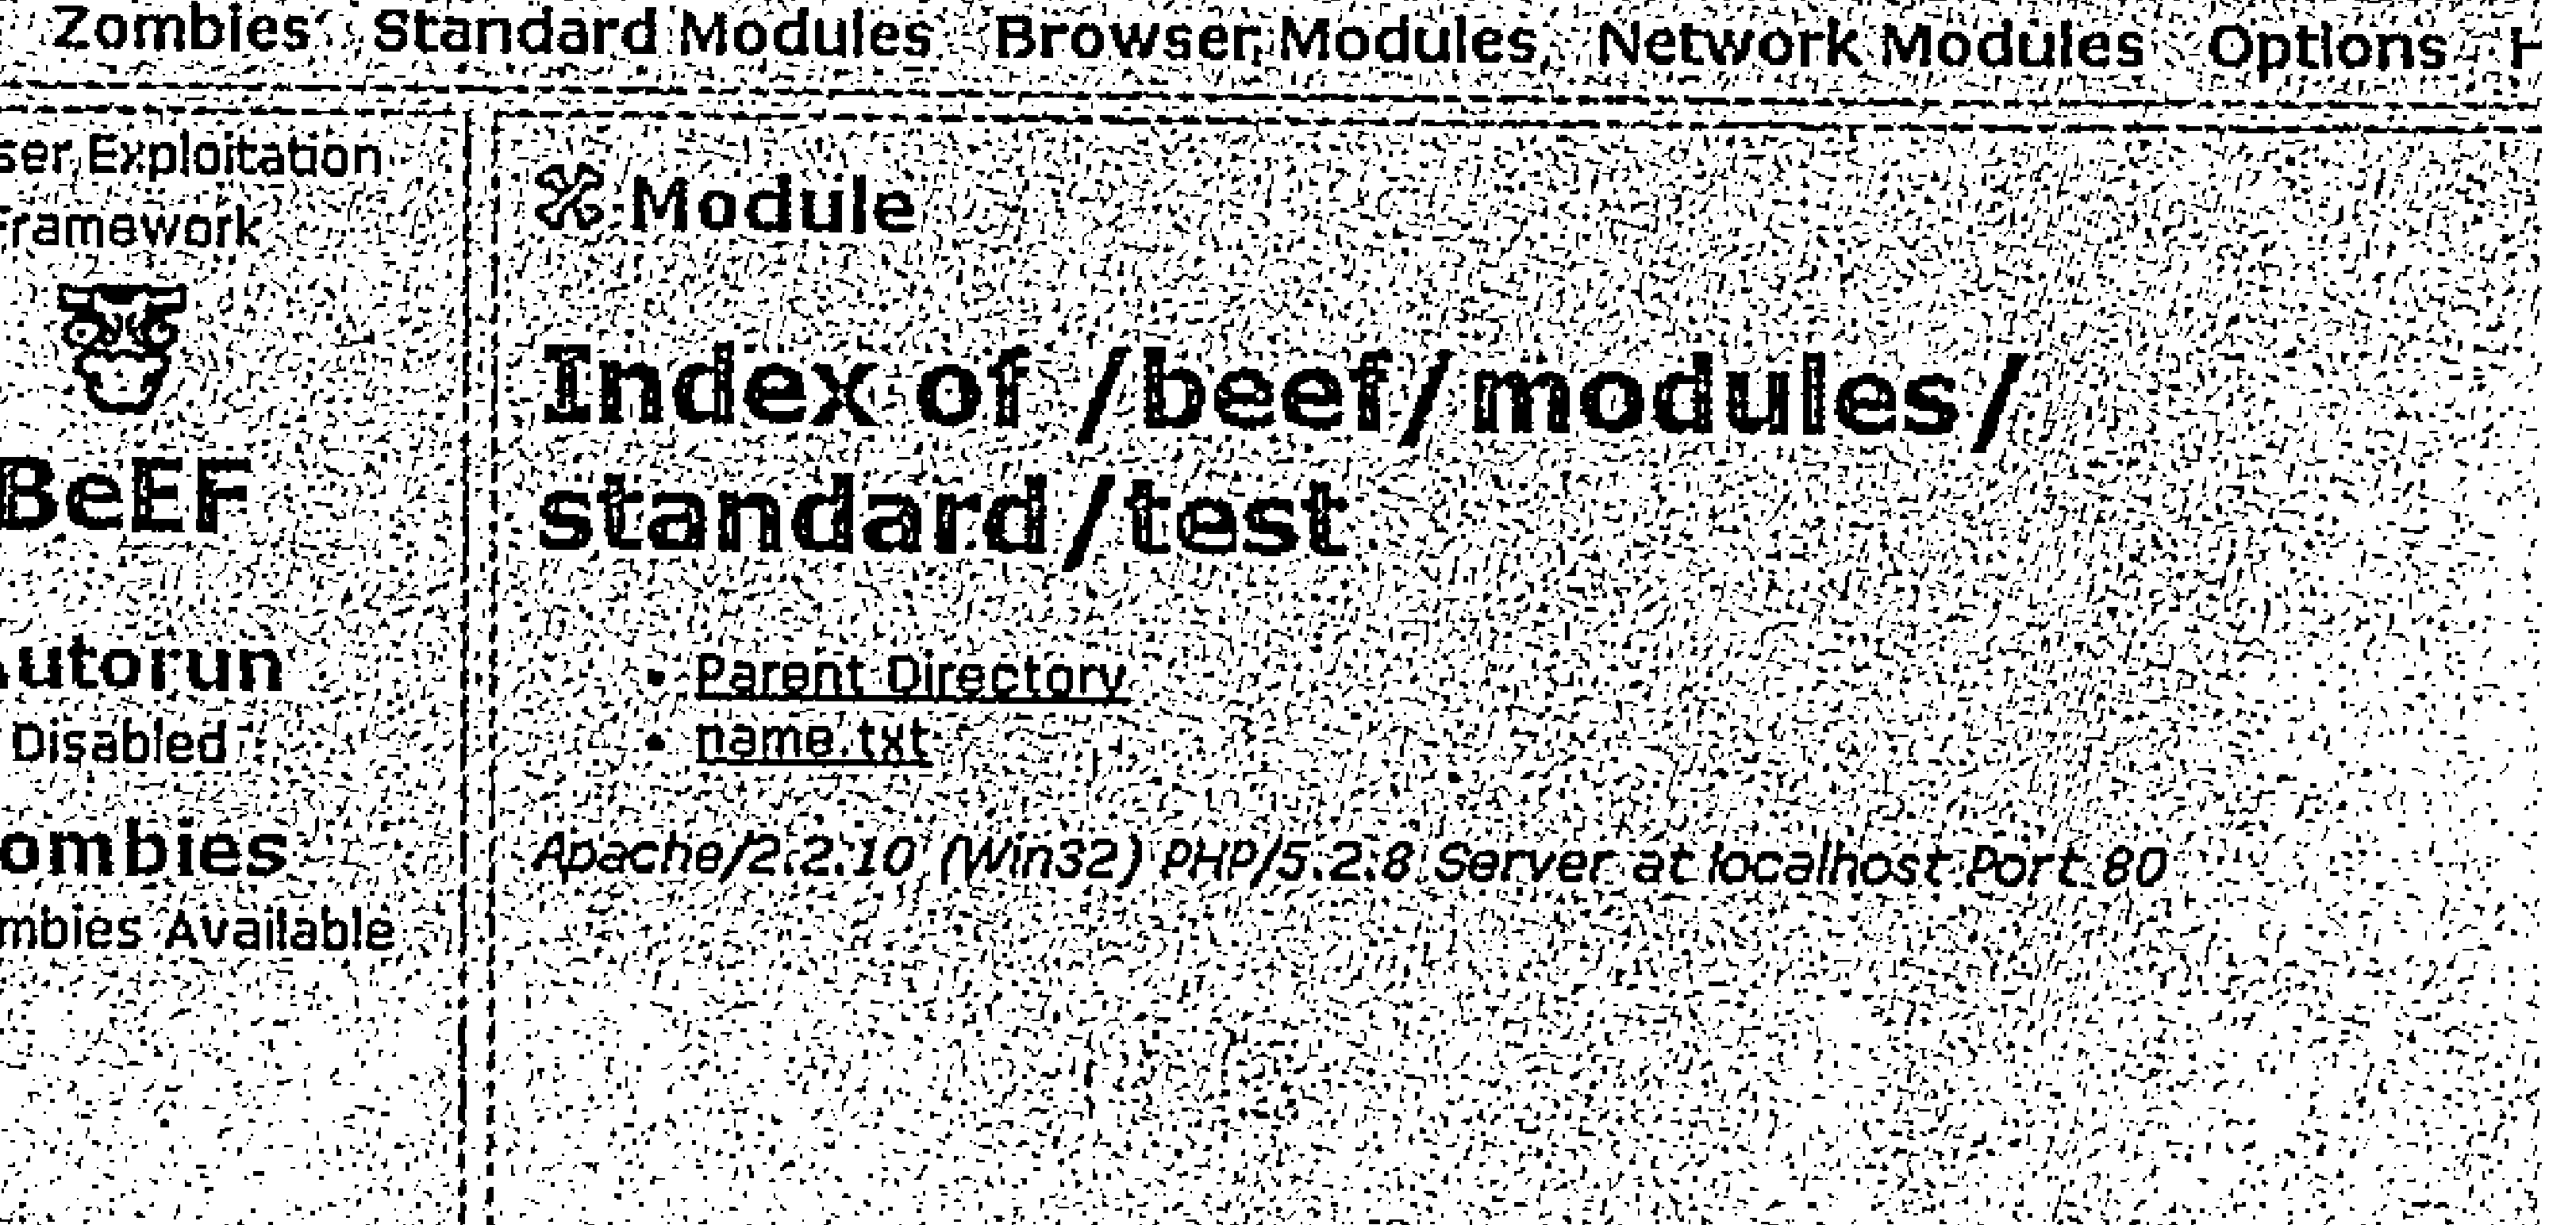 Zombies Standard Modules Browser Modules Network Modules Options H
ser Exploitation
Framework
BeEF
Autorun
Disabled
ombies
mbies Available
Module
Index of /beef/modules/
standard/test
Parent Directory
name.txt
Apache/2.2.10 (Win32) PHP/5.2.8 Server at localhost Port 80